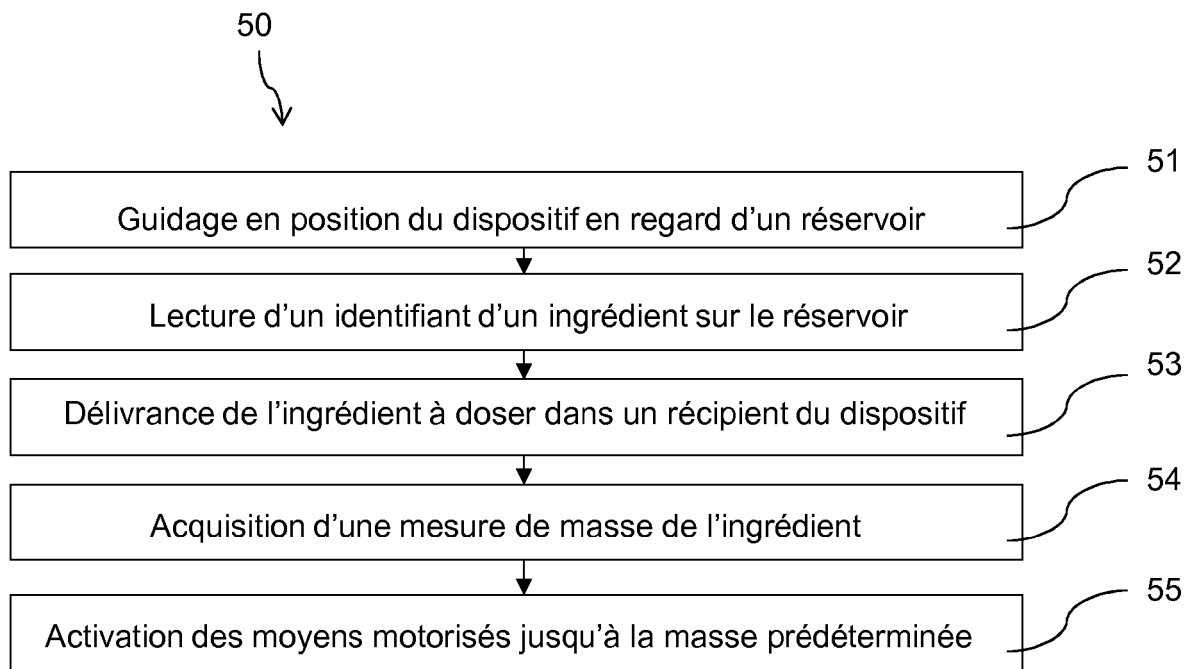 50
51
Guidage en position du dispositif en regard d'un réservoir
52
Lecture d'un identifiant d'un ingrédient sur le réservoir
53
Délivrance de l'ingrédient à doser dans un récipient du dispositif
54
Acquisition d'une mesure de masse de l'ingrédient
55
Activation des moyens motorisés jusqu'à la masse prédéterminée